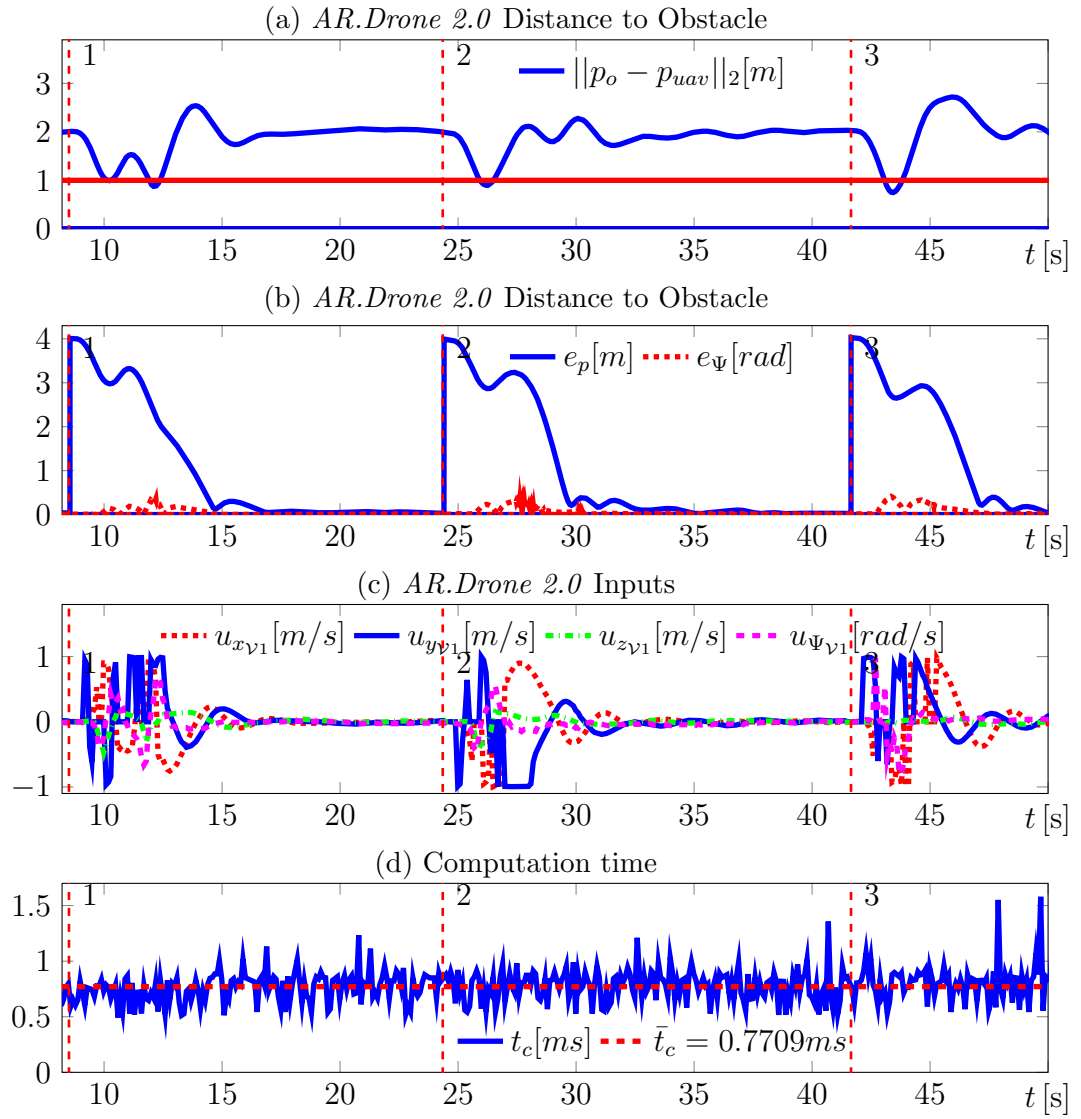 (a) AR.Drone 2.0 Distance to Obstacle
1 2 3
||p_o − p_{uav}||_2[m]
3
2
1
0
10 15 20 25 30 35 40 45
t [s]
(b) AR.Drone 2.0 Distance to Obstacle
1 2 3
e_p[m] e_Ψ[rad]
4
3
2
1
0
10 15 20 25 30 35 40 45
t [s]
(c) AR.Drone 2.0 Inputs
u_{x_{𝒱1}}[m/s] u_{y_{𝒱1}}[m/s] u_{z_{𝒱1}}[m/s] u_{Ψ_{𝒱1}}[rad/s]
1 2 3
1
0
−1
10 15 20 25 30 35 40 45
t [s]
(d) Computation time
1 2 3
1.5
1
0.5
0
t_c[ms] t̄_c = 0.7709ms
10 15 20 25 30 35 40 45
t [s]